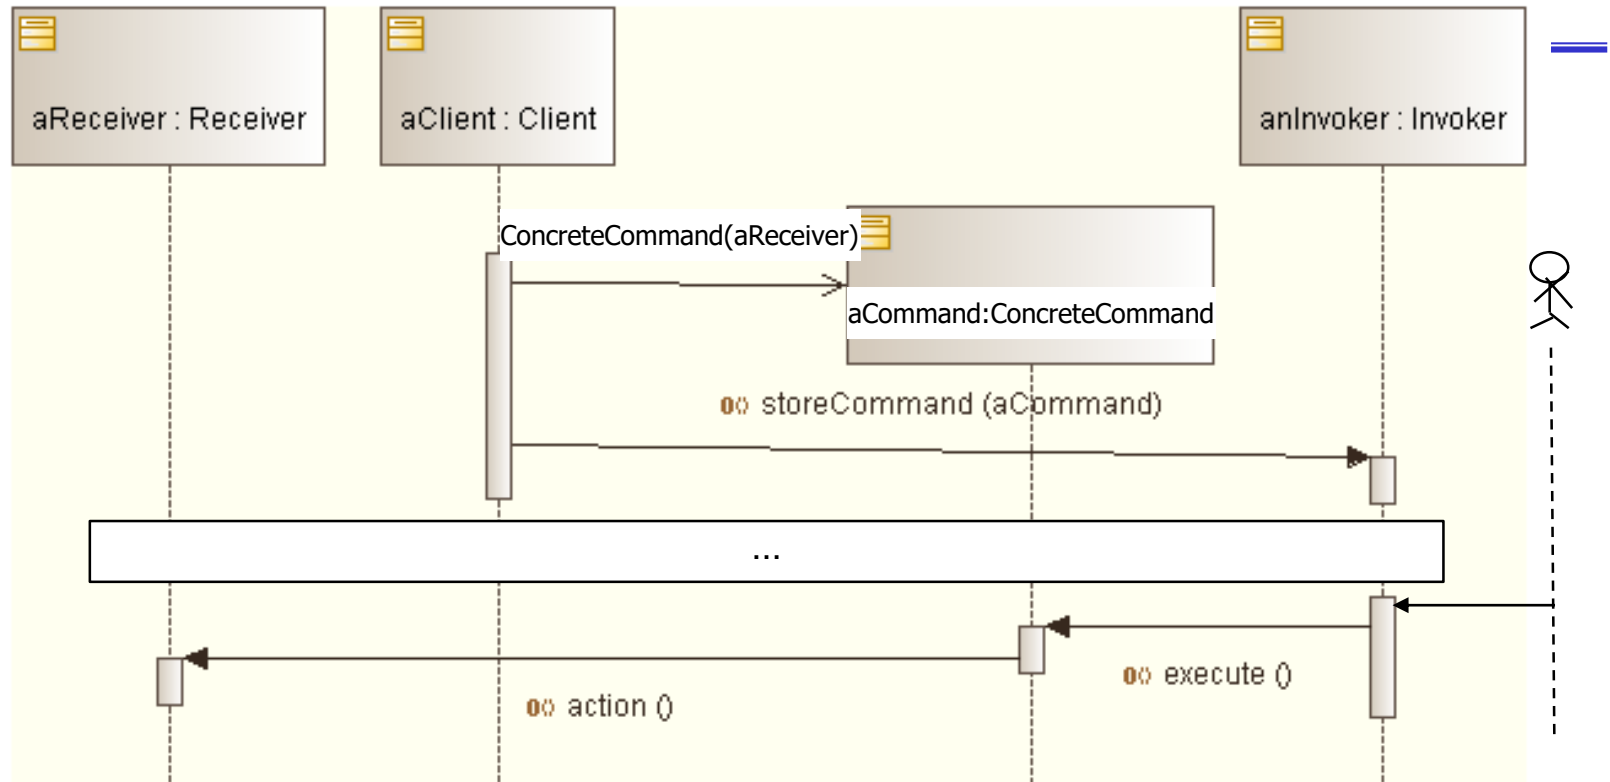 aReceiver : Receiver
aClient : Client
anInvoker : Invoker
ConcreteCommand(aReceiver)
aCommand:ConcreteCommand
storeCommand (aCommand)
...
execute ()
action ()